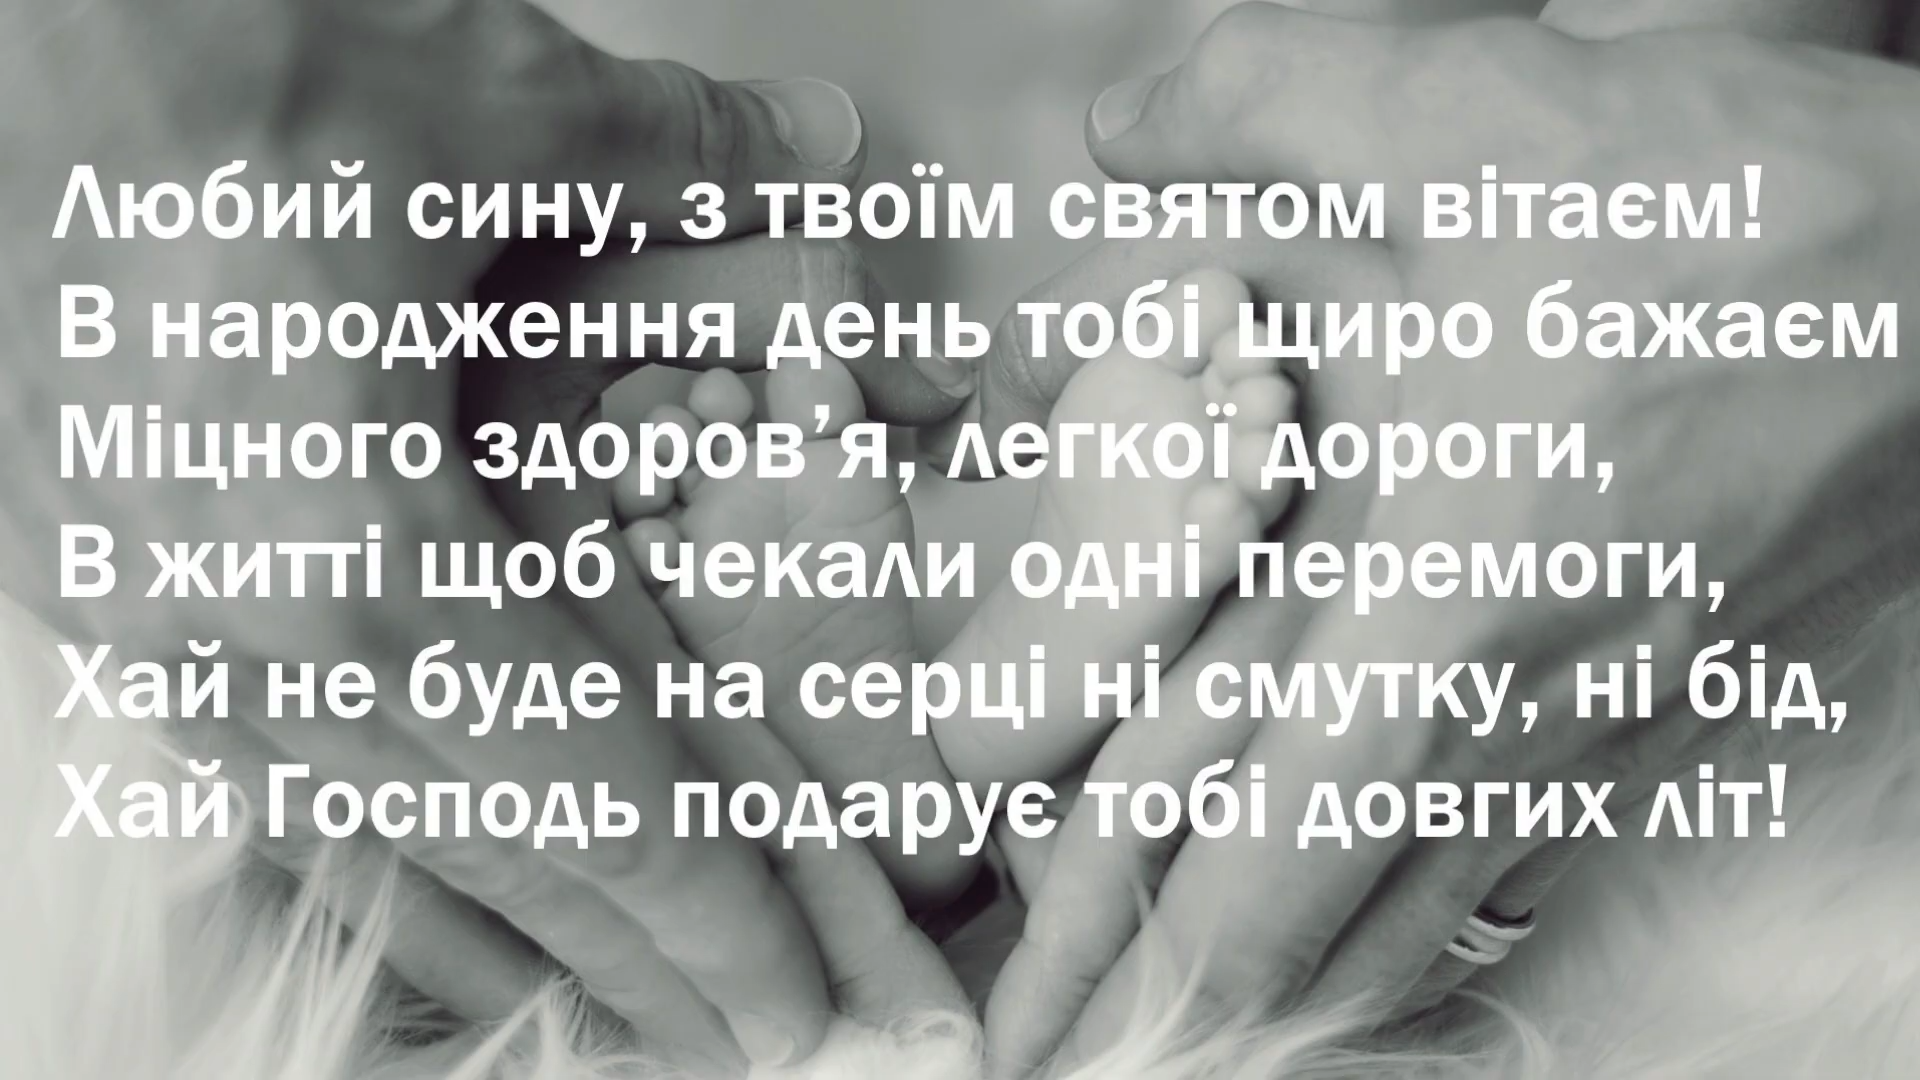 Любий сину, з твоїм святом вітаєм!
В народження день тобі щиро бажаєм
Міцного здоров’я, легкої дороги,
В житті щоб чекали одні перемоги,
Хай не буде на серці ні смутку, ні бід,
Хай Господь подарує тобі довгих літ!